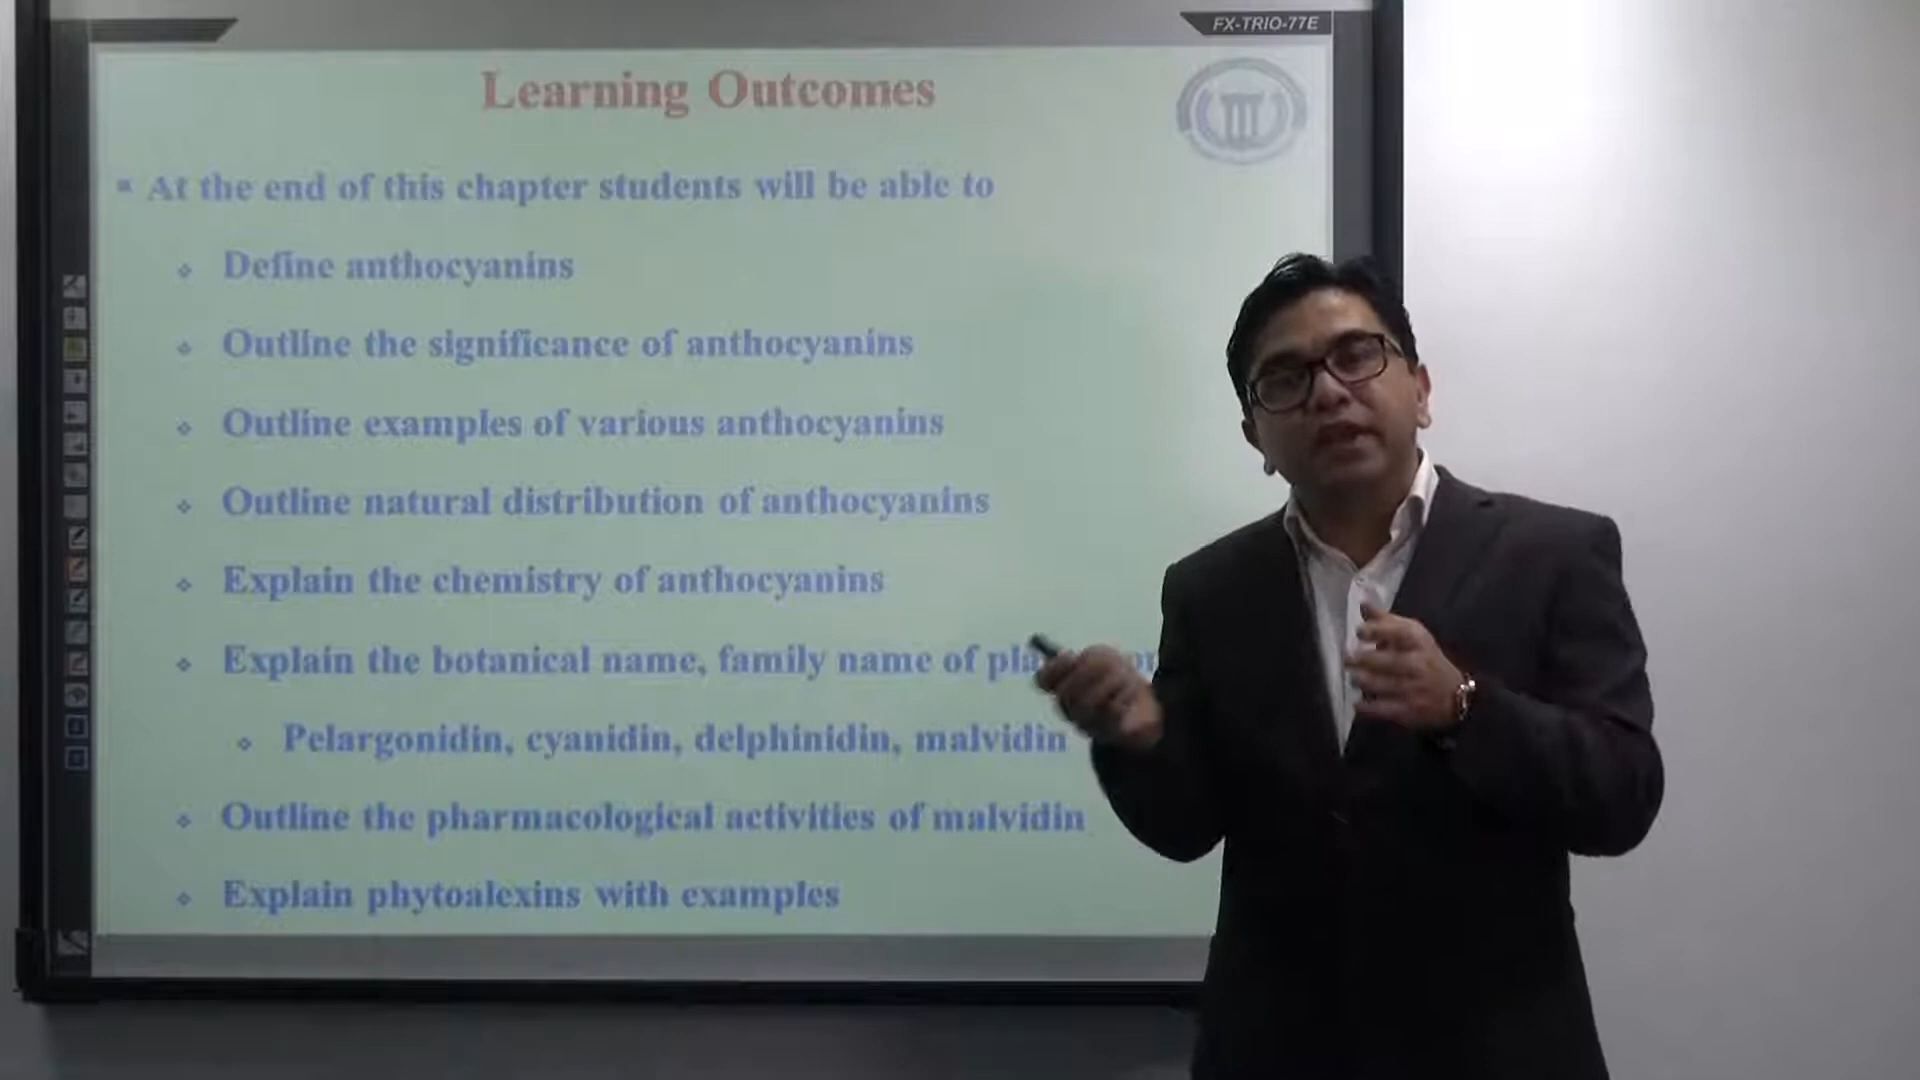 FX-TRIO-77E
Learning Outcomes
▪ At the end of this chapter students will be able to
Define anthocyanins
Outline the significance of anthocyanins
Outline examples of various anthocyanins
Outline natural distribution of anthocyanins
Explain the chemistry of anthocyanins
Explain the botanical name, family name of
Pelargonidin, cyanidin, delphinidin, malvidin
Outline the pharmacological activities of malvidin
Explain phytoalexins with examples